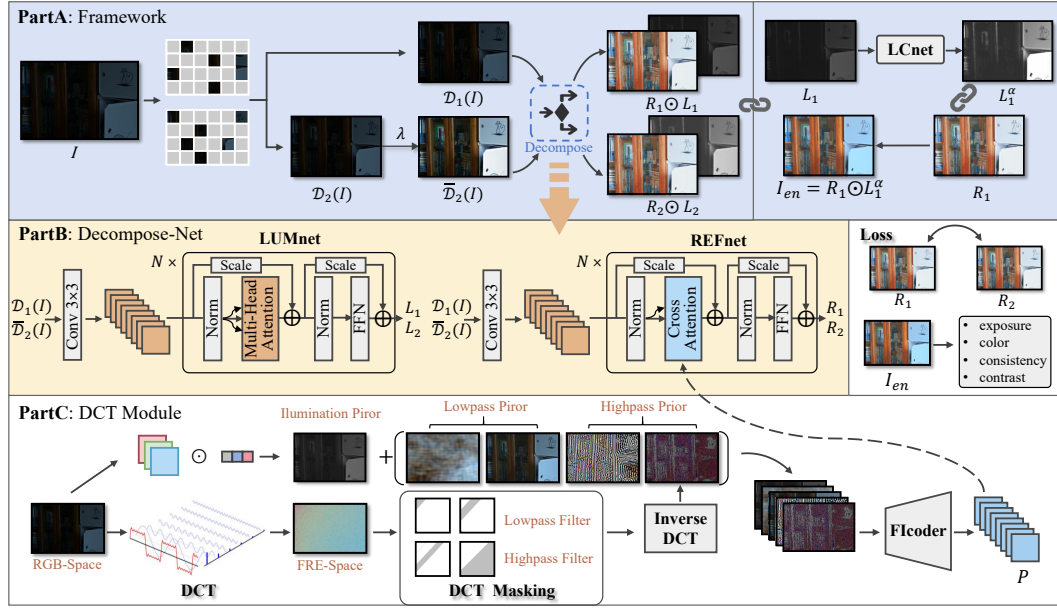 PartA: Framework
I
𝒟₁(I)
𝒟₂(I)
λ
𝒟̅₂(I)
Decompose
R₁⊙ L₁
R₂⊙ L₂
L₁
LCnet
L₁^α
I_en = R₁⊙L₁^α
R₁
PartB: Decompose-Net
LUMnet
N ×
Scale
Scale
𝒟₁(I)
𝒟̅₂(I)
Conv 3×3
Norm
Multi-Head
Attention
Norm
FFN
L₁
L₂
REFnet
N ×
Scale
Scale
𝒟₁(I)
𝒟̅₂(I)
Conv 3×3
Norm
Cross
Attention
Norm
FFN
R₁
R₂
Loss
R₁
R₂
I_en
• exposure
• color
• consistency
• contrast
PartC: DCT Module
Ilumination Piror
Lowpass Piror
Highpass Prior
RGB-Space
DCT
FRE-Space
Lowpass Filter
Highpass Filter
DCT Masking
Inverse
DCT
FIcoder
P